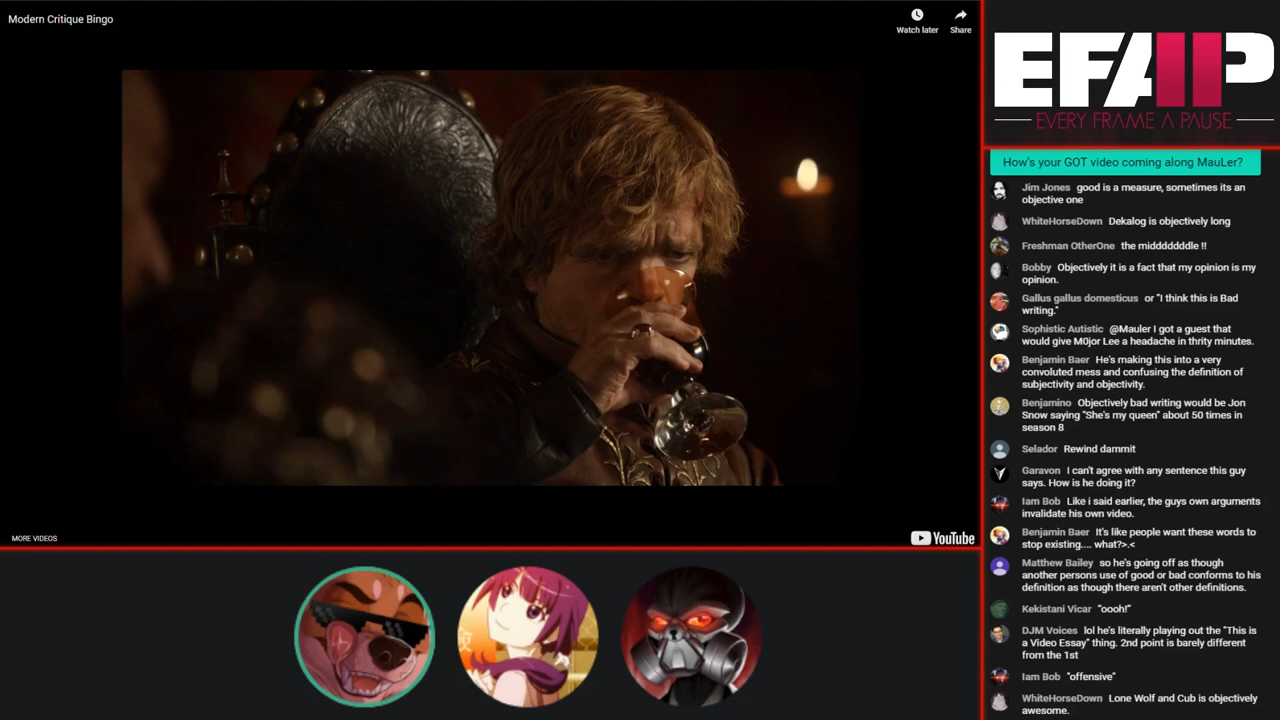 Modern Critique Bingo
Watch later
Share
MORE VIDEOS
YouTube
EFAP
EVERY FRAME A PAUSE
How's your GOT video coming along MauLer?
Jim Jones good is a measure, sometimes its an
objective one
WhiteHorseDown Dekalog is objectively long
Freshman OtherOne the midddddddle !!
Bobby Objectively it is a fact that my opinion is my
opinion.
Gallus gallus domesticus or "I think this is Bad
writing."
Sophistic Autistic @Mauler I got a guest that
would give M0jor Lee a headache in thrity minutes.
Benjamin Baer He's making this into a very
convoluted mess and confusing the definition of
subjectivity and objectivity.
Benjamino Objectively bad writing would be Jon
Snow saying "She's my queen" about 50 times in
season 8
Selador Rewind dammit
Garavon I can't agree with any sentence this guy
says. How is he doing it?
Iam Bob Like i said earlier, the guys own arguments
invalidate his own video.
Benjamin Baer It's like people want these words to
stop existing.... what?>.<
Matthew Bailey so he's going off as though
another persons use of good or bad conforms to his
definition as though there aren't other definitions.
Kekistani Vicar "oooh!"
DJM Voices lol he's literally playing out the "This is
a Video Essay" thing. 2nd point is barely different
from the 1st
Iam Bob "offensive"
WhiteHorseDown Lone Wolf and Cub is objectively
awesome.